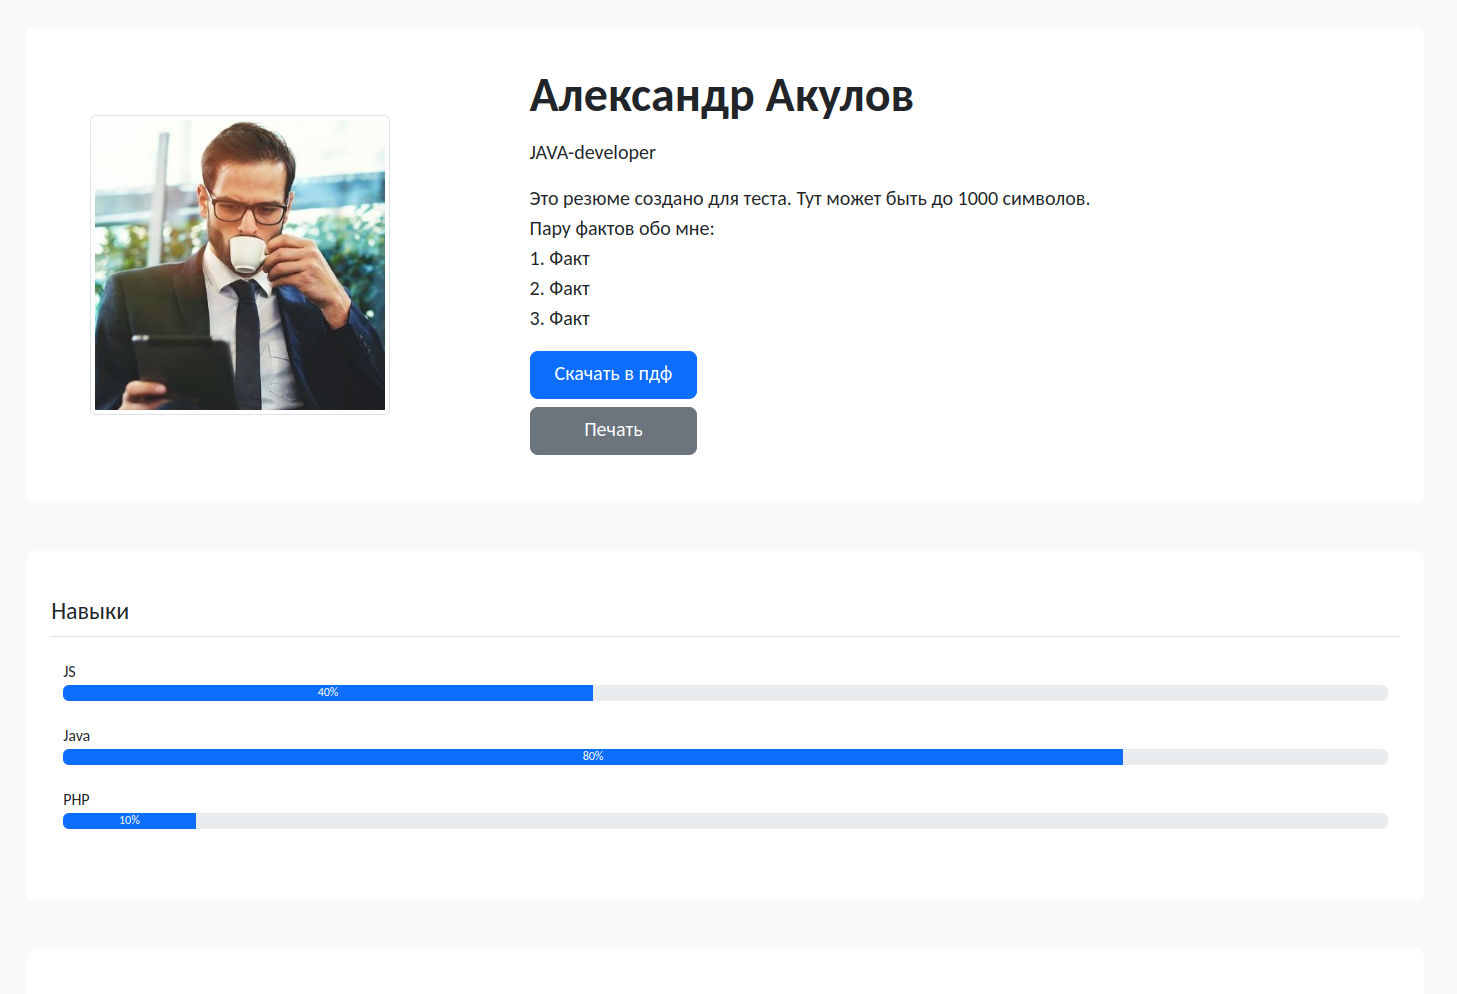 Александр Акулов
JAVA-developer
Это резюме создано для теста. Тут может быть до 1000 символов.
Пару фактов обо мне:
1. Факт
2. Факт
3. Факт
Скачать в пдф
Печать
Навыки
JS
40%
Java
80%
PHP
10%